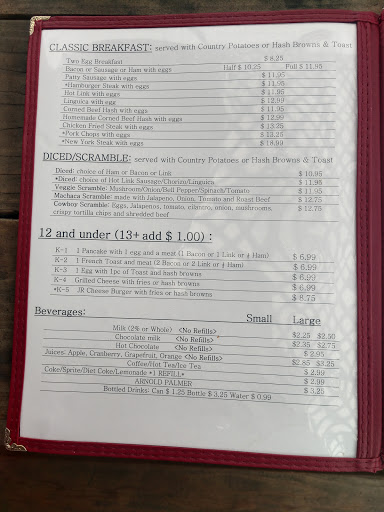 CLASSIC BREAKFAST: served with Country Potatoes or Hash Browns & Toast
Two Egg Breakfast $ 8.25
Bacon or Sausage or Ham with eggs Half $ 10.25 Full $ 11.95
Patty Sausage with eggs $ 11.95
*Hamburger Steak with eggs $ 11.95
Hot Link with eggs $ 11.95
Linguica with egg $ 12.99
Corned Beef Hash with eggs $ 11.95
Homemade Corned Beef Hash with eggs $ 12.99
Chicken Fried Steak with eggs $ 13.25
*Pork Chops with eggs $ 13.25
*New York Steak with eggs $ 18.99
DICED/SCRAMBLE: served with Country Potatoes or Hash Browns & Toast
Diced: choice of Ham or Bacon or Link $ 10.95
*Diced: choice of Hot Link Sausage/Chorizo/Linguica $ 11.95
Veggie Scramble: Mushroom/Onion/Bell Pepper/Spinach/Tomato $ 11.95
Machaca Scramble: made with Jalapeno, Onion, Tomato and Roast Beef $ 12.75
Cowboy Scramble: Eggs, Jalapenos, tomato, cilantro, onion, mushrooms, $ 12.75
crispy tortilla chips and shredded beef
12 and under (13+ add $ 1.00) :
K-1 1 Pancake with 1 egg and a meat (1 Bacon or 1 Link or Ham) $ 6.99
K-2 1 French Toast and meat (2 Bacon or 2 Link or Ham) $ 6.99
K-3 1 Egg with 1pc of Toast and hash browns $ 6.99
K-4 Grilled Cheese with fries or hash browns $ 6.99
*K-5 JR Cheese Burger with fries or hash browns $ 8.75
Beverages: Small Large
Milk (2% or Whole) <No Refills> $2.25 $2.50
Chocolate milk <No Refills> $2.35 $2.75
Hot Chocolate <No Refills> $ 2.95
Juices: Apple, Cranberry, Grapefruit, Orange <No Refills> $2.85 $3.25
Coffee/Hot Tea/Ice Tea $ 2.99
Coke/Sprite/Diet Coke/Lemonade *1 REFILL* $ 2.99
ARNOLD PALMER $ 3.25
Bottled Drinks: Can $ 1.25 Bottle $ 3.25 Water $ 0.99